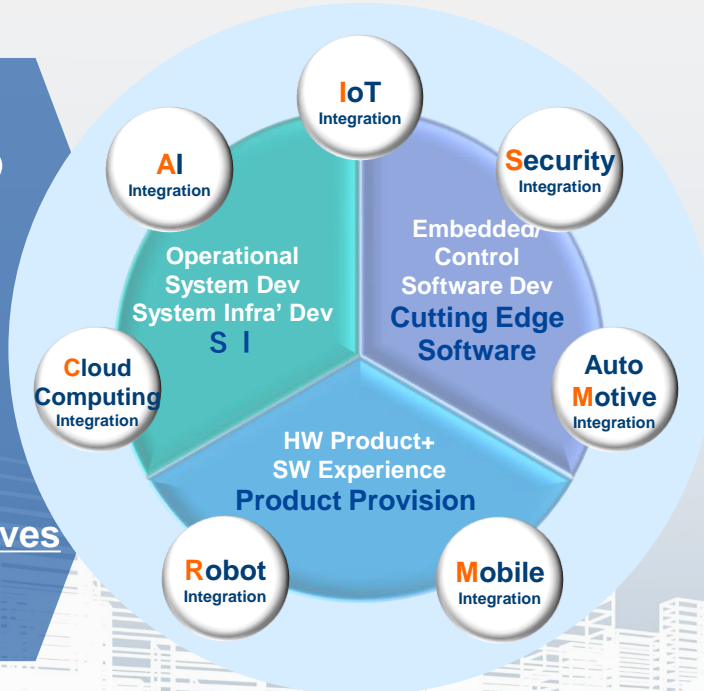 IoT
Integration
AI
Integration
Security
Integration
Operational
System Dev
System Infra' Dev
S I
Embedded/
Control
Software Dev
Cutting Edge
Software
Cloud
Computing
Integration
Auto
Motive
Integration
HW Product+
SW Experience
Product Provision
ves
Robot
Integration
Mobile
Integration